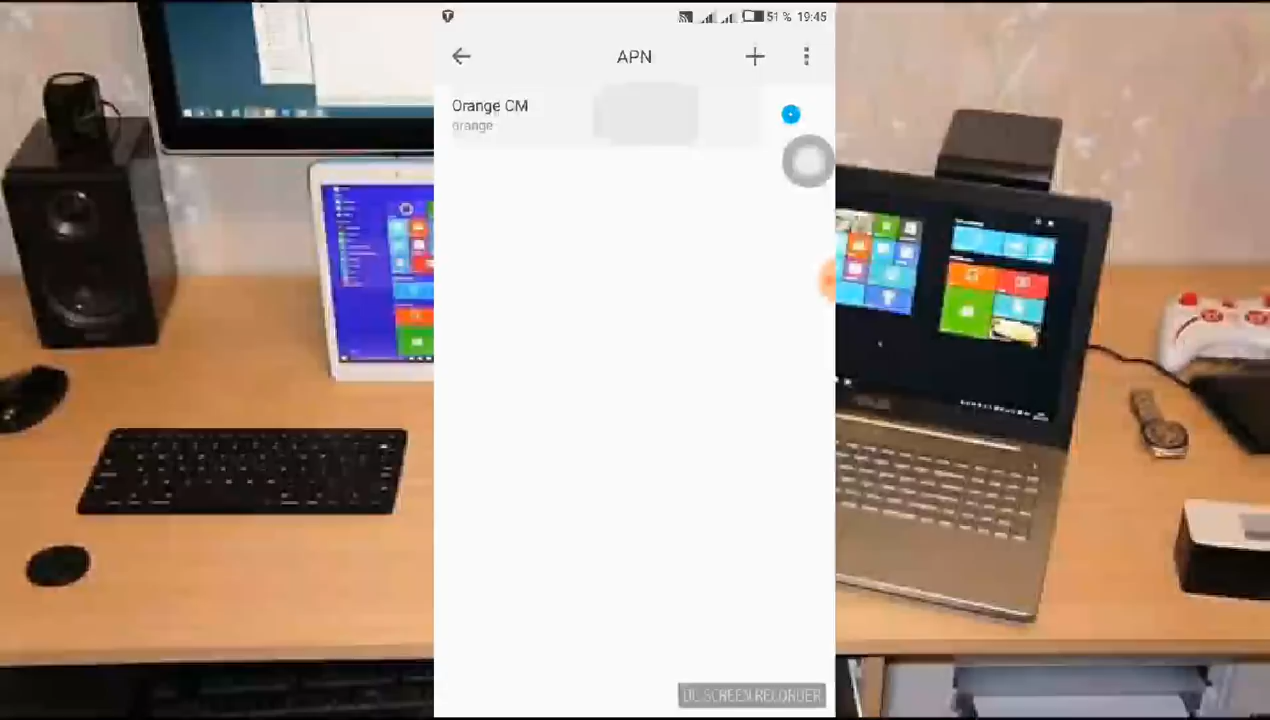 51 % 19:45
APN
Orange CM
orange
DU SCREEN RECORDER